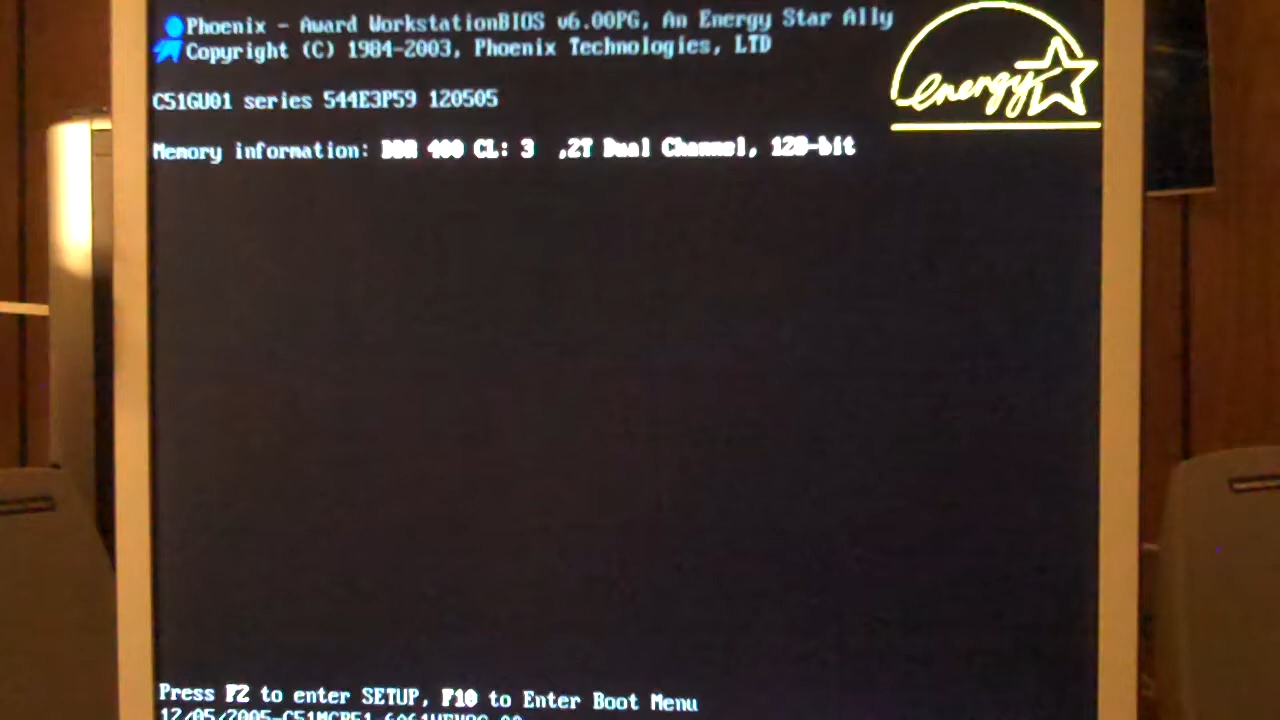 Phoenix - Award WorkstationBIOS v6.00PG, An Energy Star Ally
Copyright (C) 1984-2003, Phoenix Technologies, LTD
energy
C51GU01 series 544E3P59 120505
Memory information: DDR 400 CL: 3 ,2T Dual Channel, 128-bit
Press F2 to enter SETUP, F10 to Enter Boot Menu